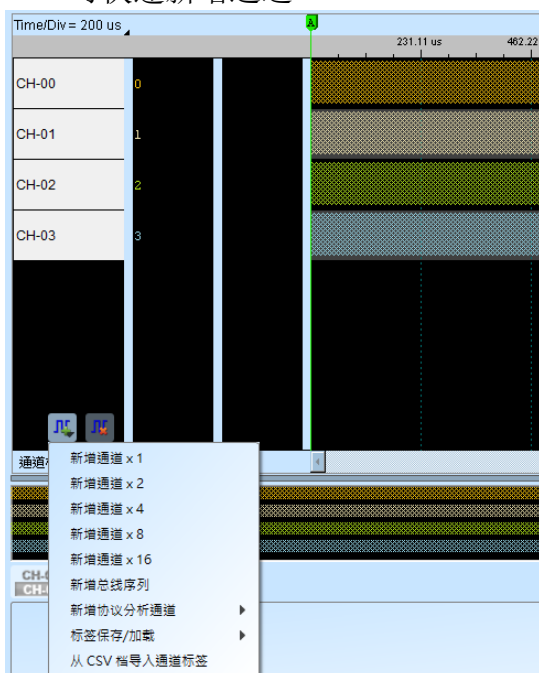 Time/Div = 200 us
A
231.11 us
462.22
CH-00
0
CH-01
1
CH-02
2
CH-03
3
通道
新增通道 x 1
新增通道 x 2
新增通道 x 4
新增通道 x 8
新增通道 x 16
新增总线序列
CH-
新增协议分析通道
标签保存/加载
从 CSV 档导入通道标签